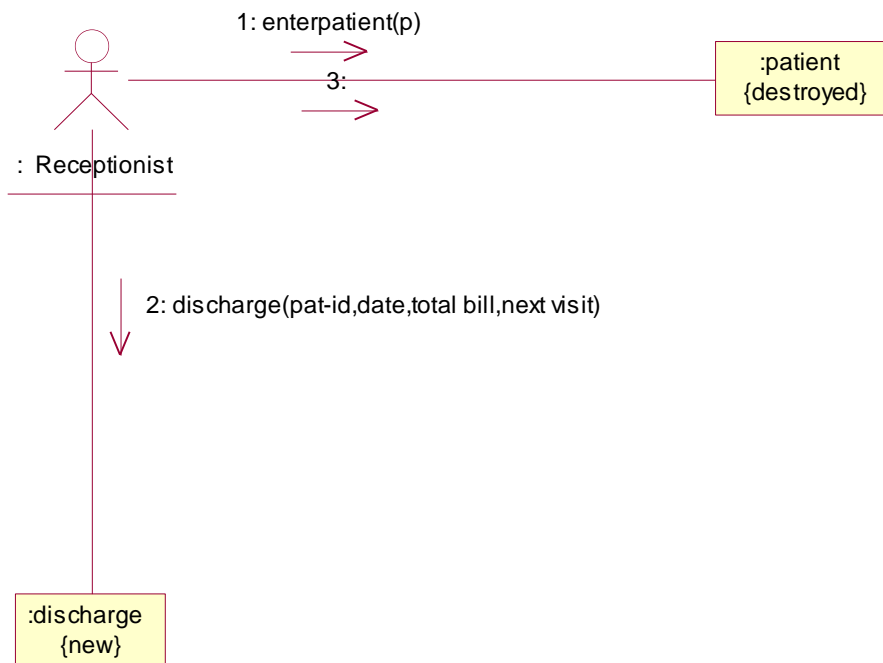 1: enterpatient(p)
3:
:patient
{destroyed}
: Receptionist
2: discharge(pat-id,date,total bill,next visit)
:discharge
{new}